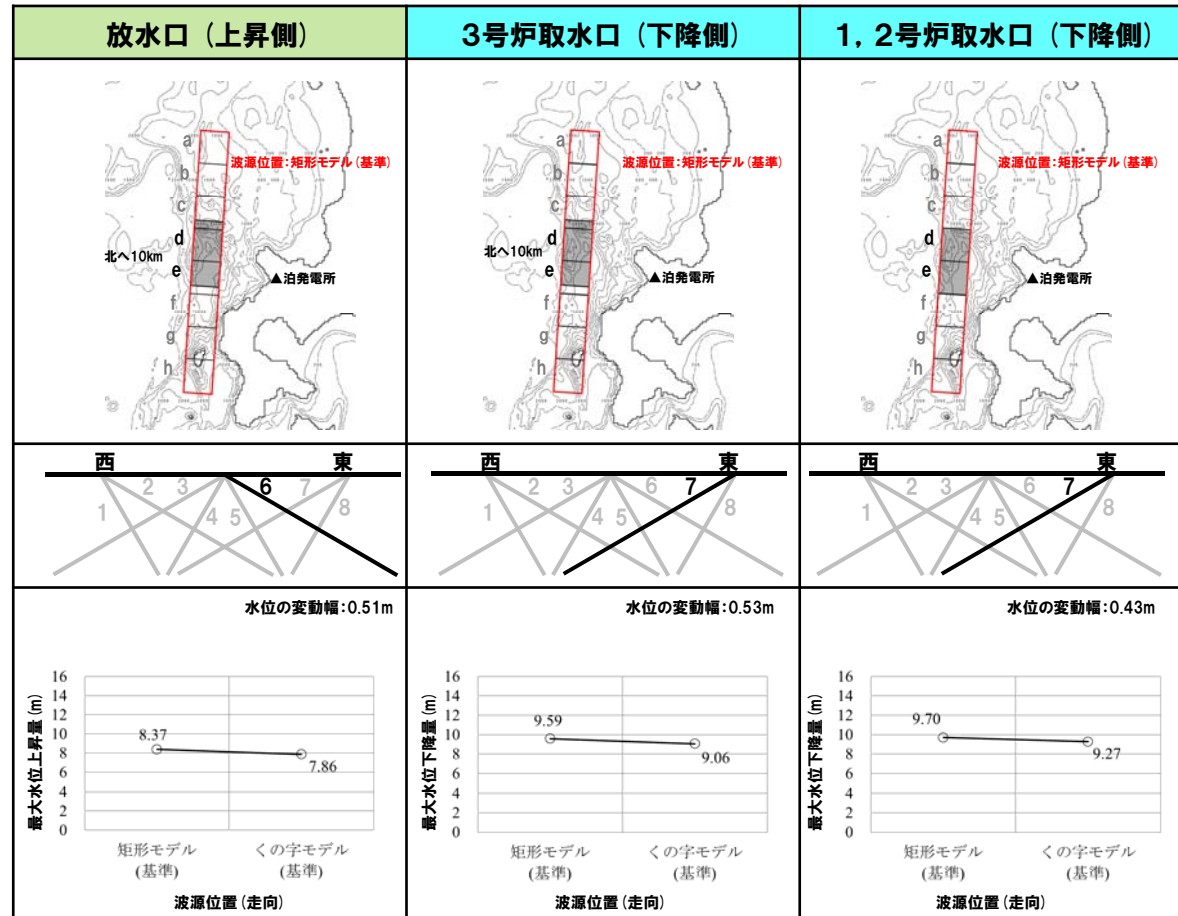 放水口（上昇側）
3号炉取水口（下降側）
1, 2号炉取水口（下降側）
a
波源位置:矩形モデル(基準)
b
c
d
北へ10km
e
▲泊発電所
f
g
h
a
波源位置:矩形モデル(基準)
b
c
d
北へ10km
e
▲泊発電所
f
g
h
a
波源位置:矩形モデル(基準)
b
c
d
e
▲泊発電所
f
g
h
西 東
1 2 3 4 5 6 7 8
西 東
1 2 3 4 5 7 6 8
西 東
1 2 3 4 5 7 6 8
水位の変動幅:0.51m
最大水位上昇量(m)
16
14
12
10
8
6
4
2
0
8.37
7.86
矩形モデル くの字モデル
(基準) (基準)
波源位置(走向)
水位の変動幅:0.53m
最大水位下降量(m)
16
14
12
10
8
6
4
2
0
9.59
9.06
矩形モデル くの字モデル
(基準) (基準)
波源位置(走向)
水位の変動幅:0.43m
最大水位下降量(m)
16
14
12
10
8
6
4
2
0
9.70
9.27
矩形モデル くの字モデル
(基準) (基準)
波源位置(走向)